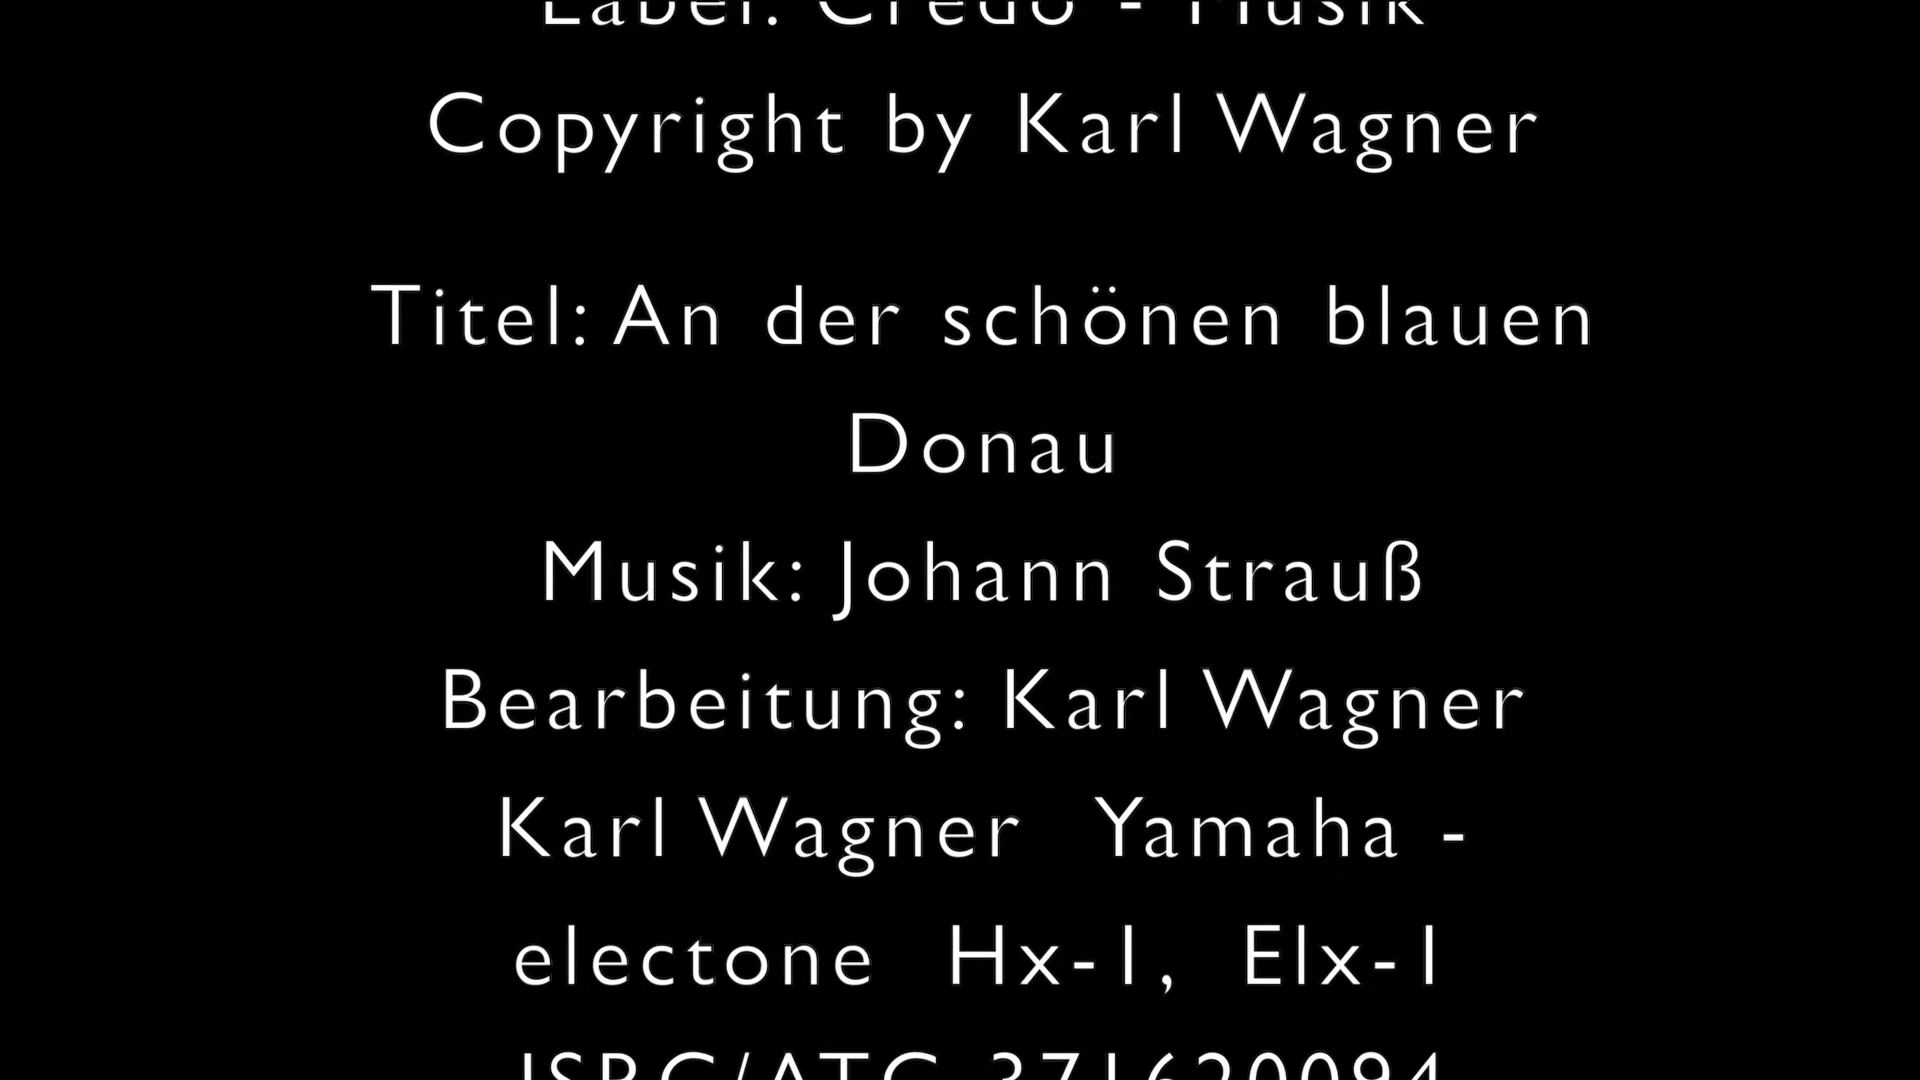 Label: Credo - Musik
Copyright by Karl Wagner
Titel: An der schönen blauen
Donau
Musik: Johann Strauß
Bearbeitung: Karl Wagner
Karl Wagner Yamaha -
electone Hx-1, Elx-1
ISRC/ATC 371620094